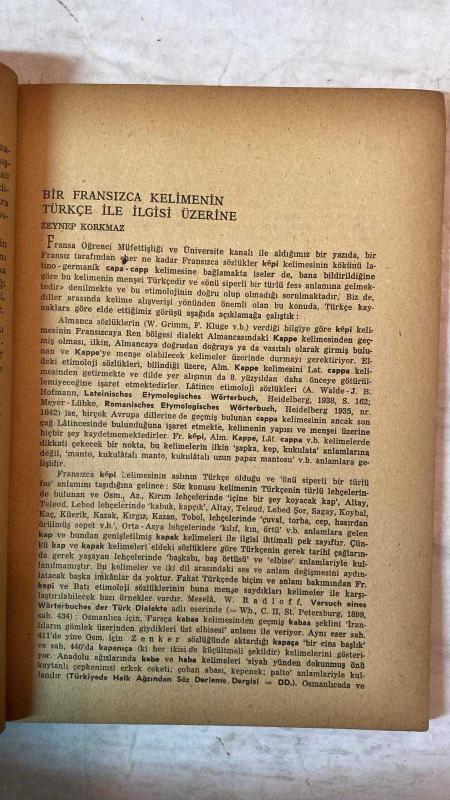 BİR FRANSIZCA KELİMENİN
TÜRKÇE İLE İLGİSİ ÜZERİNE
ZEYNEP KORKMAZ
Fransa Öğrenci Müfettişliği ve Üniversite kanalı ile aldığımız bir yazıda, bir
Fransız tarafından her ne kadar Fransızca sözlükler képi kelimesinin kökünü la-
tino-germanik capa-capp kelimesine bağlamakta iseler de, bana bildirildiğine
göre bu kelimenin menşei Türkçedir ve «önü siperli bir türlü fes» anlamına gelmek-
tedir» denilmekte ve bu etimolojinin doğru olup olmadığı sorulmaktadır. Biz de,
diller arasında kelime alışverişi yönünden önemli olan bu konuda, Türkçe kay-
naklara göre elde ettiğimiz görüşü aşağıda açıklamaga çalıştık:
Almanca sözlüklerin (W. Grimm, F. Kluge v.b.) verdiği bilgiye göre képi keli-
mesinin Fransızcaya Ren bölgesi dialekt Almancasındaki Kappe kelimesinden geç-
miş olması, ilkin, Almancaya doğrudan doğruya ya da vasıtalı olarak girmiş bulu-
nan ve Kappe'ye menşe olabilecek kelimeler üzerinde durmayı gerektiriyor. El-
deki etimoloji sözlükleri, bilindiği üzere, Alm. Kappe kelimesini Lat. cappa keli-
mesinden getirmekte ve dilde yer alışının da 8. yüzyıldan daha önceye götürül-
lemiyeceğine işaret etmektedirler. Lâtince etimoloji sözlükleri (A. Walde - J. B.
Hofmann, Lateinisches Etymologisches Wörterbuch, Heidelberg, 1938, S. 162;
Meyer - Lübke, Romanisches Etymologisches Wörterbuch, Heidelberg 1935, nr.
1642) ise, birçok Avrupa dillerine de geçmiş bulunan cappa kelimesinin ancak son
çağ Lâtincesinde bulunduğuna işaret etmekte, kelimenin yapısı ve menşei üzerine
hiçbir şey kaydetmemektedirler. Fr. képi, Alm. Kappe, Lât. cappa v.b. kelimelerde
dikkati çekecek bir nokta, bu kelimelerin ilkin 'şapka, kep, kukulata' anlamlarına
değil, 'manto, kukulatalı manto, kukulatalı uzun papaz mantosu' v.b. anlamlara ge-
lişidir.
Fransızca képi kelimesinin aslının Türkçe olduğu ve 'önü siperli bir türlü
fos' anlamını taşıdığına gelince: Söz konusu kelimenin Türkçenin türlü lehçelerin-
de bulunan ve Osm., Az., Kırım lehçelerinde 'içine bir şey koyacak kap', Altay,
Teleud, Lebed lehçelerinde 'kabuk, kapçık', Altay, Teleud, Lebed Şor, Sagay, Koybal,
Kaç, Küerik, Kazak, Kırgız, Kazan, Tobol, lehçelerinde 'çuval, torba, cep, hasırdan
örülmüş sepet v.b.', Orta-Asya lehçelerinde 'kılıf, kın, örtü' v.b. anlamlara gelen
kap ve bundan genişletilmiş kapak kelimeleri ile ilgisi ihtimali pek zayıftır. Çün-
kü kap ve kapak kelimeleri eldeki sözlüklere göre Türkçenin gerek tarihî çağların-
da gerek yaşayan lehçelerinde 'başkabı, baş örtüsü' ve 'elbise' anlamlariyle kul-
lanılmamıştır. Bu kelimeler ve iki dil arasındaki ses ve anlam değişmesini aydın-
latacak başka imkânlar da yoktur. Fakat Türkçede biçim ve anlam bakımından Fr.
képi ve Batı etimoloji sözlüklerinin buna menşe saydıkları kelimeler ile karşı-
laştırılabilecek bazı örnekler vardır. Meselâ, W. Radloff, Versuch eines
Wörterbuches der Türk Dialekte adlı eserinde (= Wb., C. II, St. Petersburg, 1899,
sah. 434): Osmanlıca için, Farsça kabaa kelimesinden geçmiş kabaa şeklini 'İran-
lıların gömlek üzerinden giydikleri üst elbisesi' anlamı ile veriyor. Aynı eser sah.
411'de yine Osm. için Zenker sözlüğünde aktardığı kapaça 'bir cins başlık'
ve sah. 440'da kapanıça (ki her ikisi de küçültmeli şekildir) kelimelerini gösteri-
yor. Anadolu ağızlarında kebe ve haba kelimeleri 'siyah yünden dokunmuş önü
kaytanlı çepkenimsi erkek ceketi; çoban abası, kepenek; palto' anlamlariyle kul-
lanılır (Türkiyede Halk Ağzından Söz Derleme Dergisi = DD.). Osmanlıcada ve